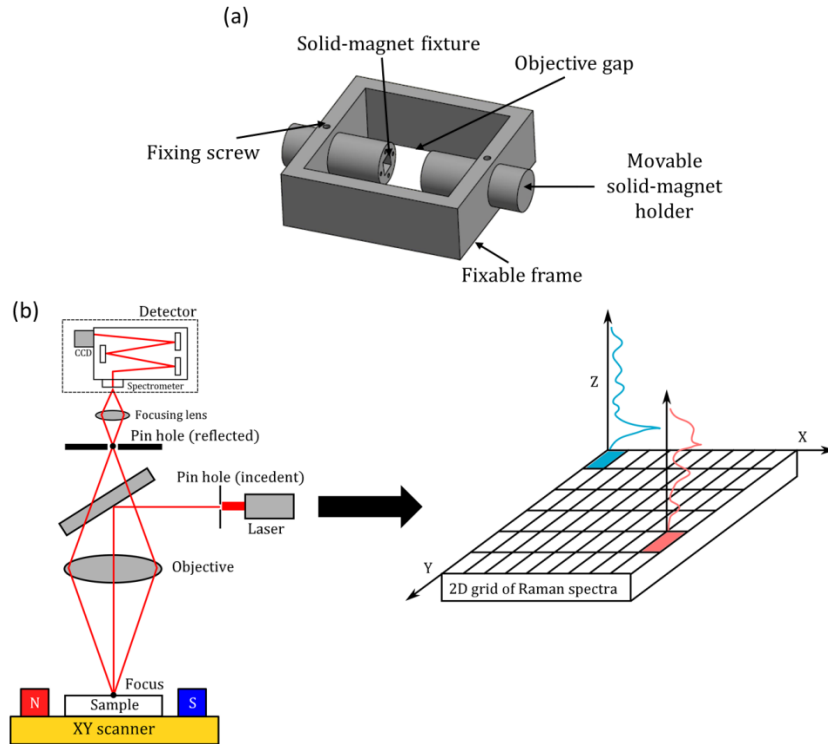 (a)
Solid-magnet fixture
Objective gap
Fixing screw
Movable
solid-magnet
holder
Fixable frame
(b)
Detector
CCD
Spectrometer
Focusing lens
Pin hole (reflected)
Pin hole (incedent)
Laser
Objective
Focus
N
Sample
S
XY scanner
Z
X
Y
2D grid of Raman spectra